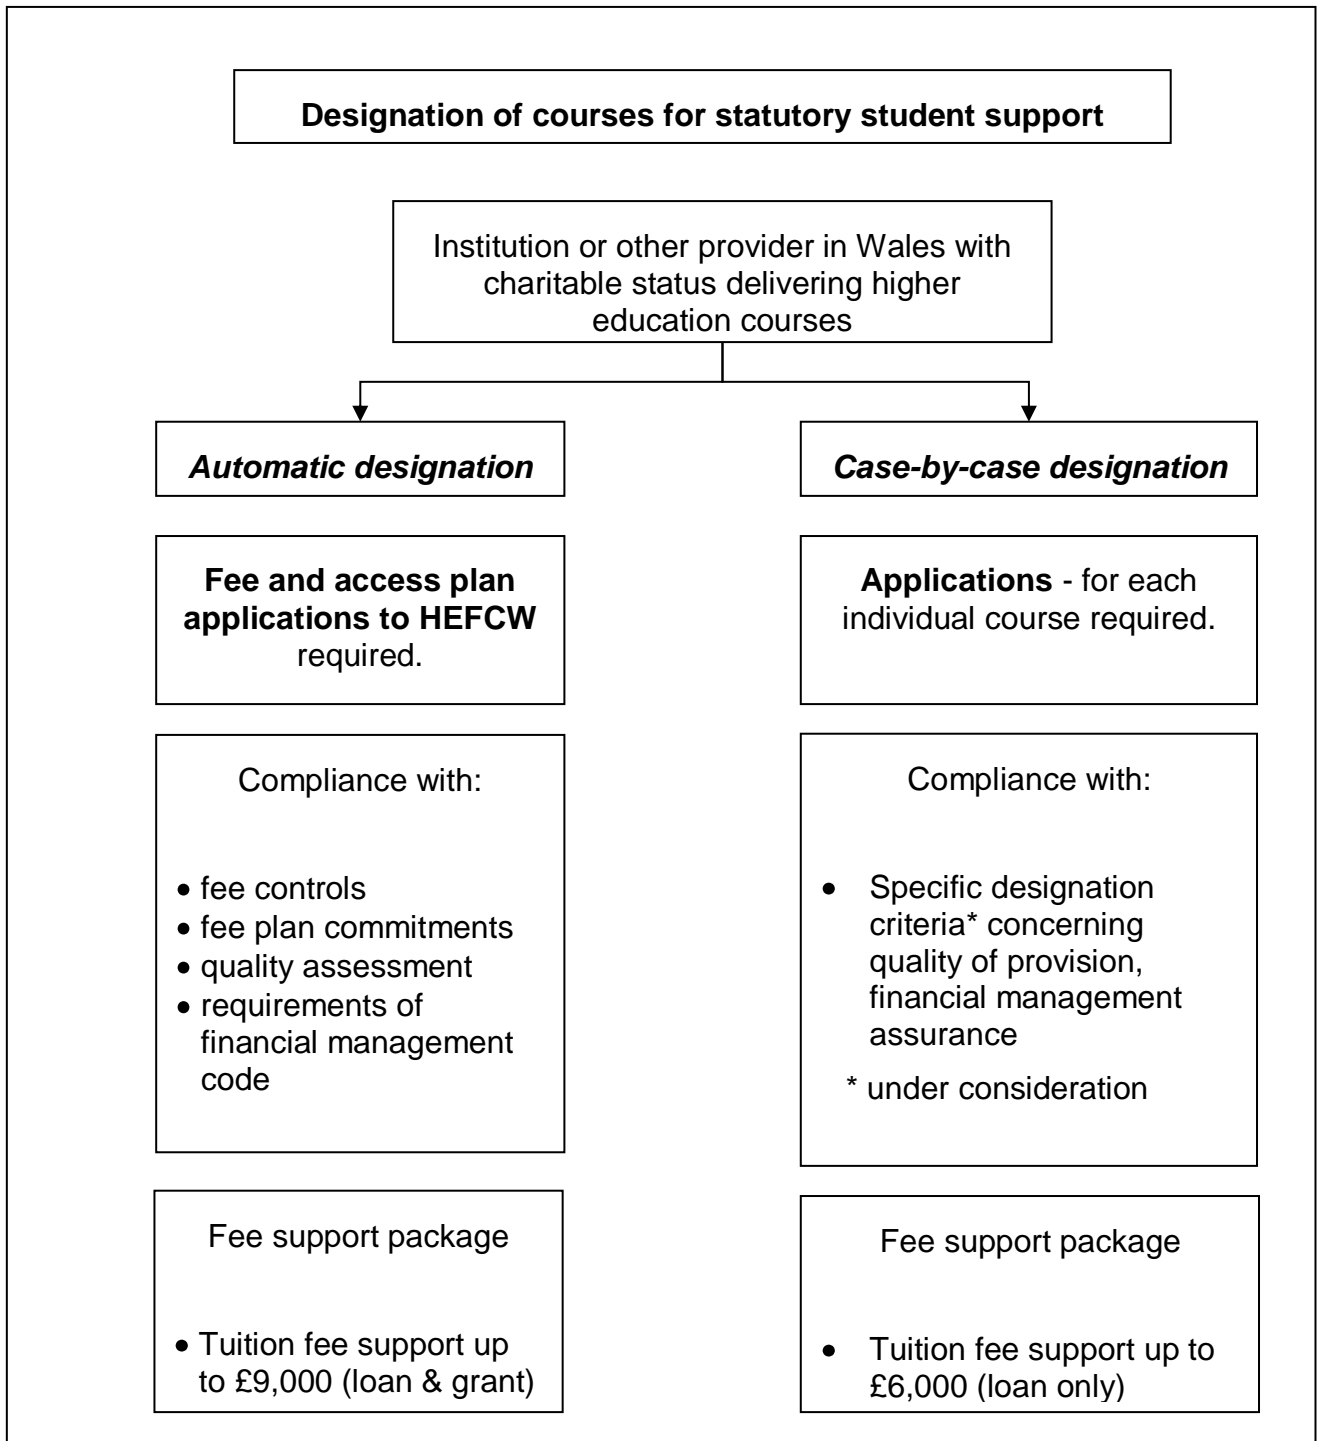 Designation of courses for statutory student support
Institution or other provider in Wales with
charitable status delivering higher
education courses
Automatic designation
Case-by-case designation
Fee and access plan
applications to HEFCW
required.
Applications - for each
individual course required.
Compliance with:
• fee controls
• fee plan commitments
• quality assessment
• requirements of
financial management
code
Compliance with:
• Specific designation
criteria* concerning
quality of provision,
financial management
assurance
* under consideration
Fee support package
• Tuition fee support up
to £9,000 (loan & grant)
Fee support package
• Tuition fee support up to
£6,000 (loan only)